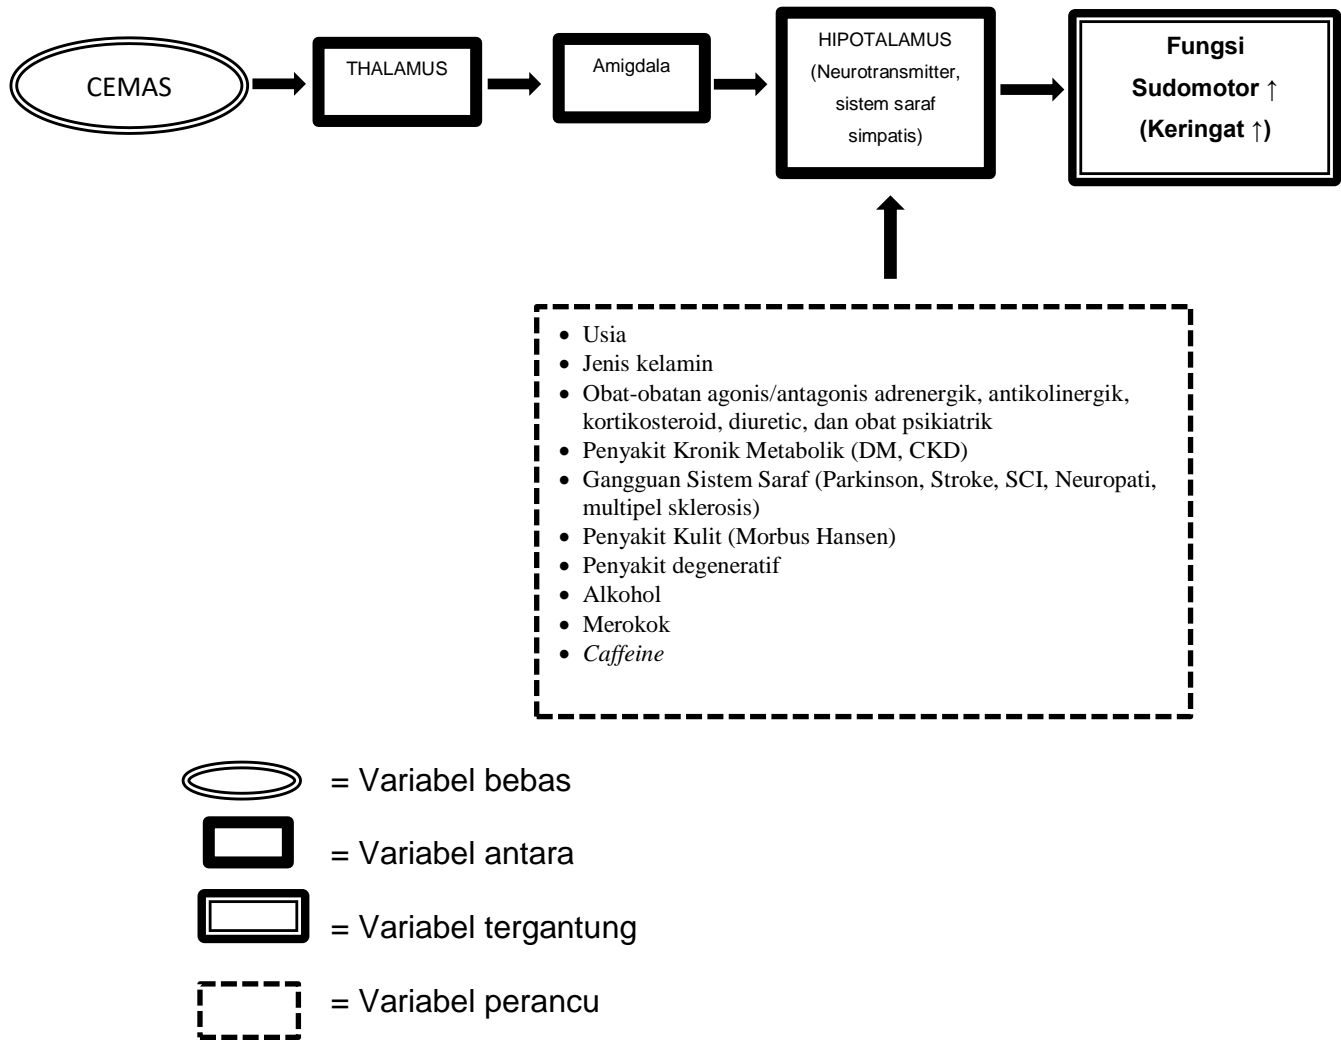 CEMAS
THALAMUS
Amigdala
HIPOTALAMUS
(Neurotransmitter,
sistem saraf
simpatis)
Fungsi
Sudomotor ↑
(Keringat ↑)
• Usia
• Jenis kelamin
• Obat-obatan agonis/antagonis adrenergik, antikolinergik,
kortikosteroid, diuretic, dan obat psikiatrik
• Penyakit Kronik Metabolik (DM, CKD)
• Gangguan Sistem Saraf (Parkinson, Stroke, SCI, Neuropati,
multipel sklerosis)
• Penyakit Kulit (Morbus Hansen)
• Penyakit degeneratif
• Alkohol
• Merokok
• Caffeine
= Variabel bebas
= Variabel antara
= Variabel tergantung
= Variabel perancu